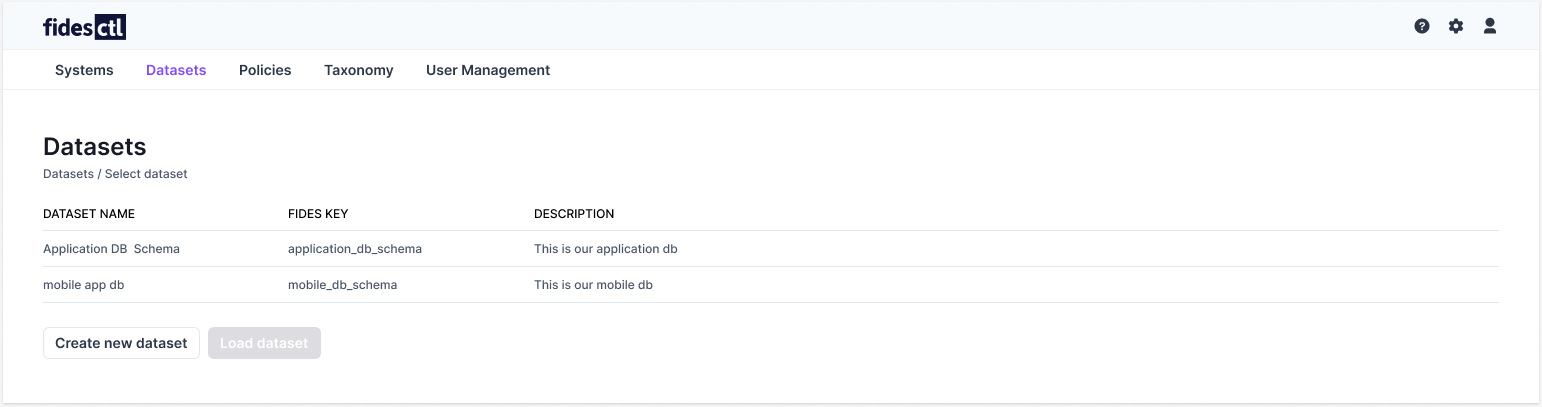 fidesctl
Systems Datasets Policies Taxonomy User Management
Datasets
Datasets / Select dataset
DATASET NAME FIDES KEY DESCRIPTION
Application DB Schema application_db_schema This is our application db
mobile app db mobile_db_schema This is our mobile db
Create new dataset Load dataset